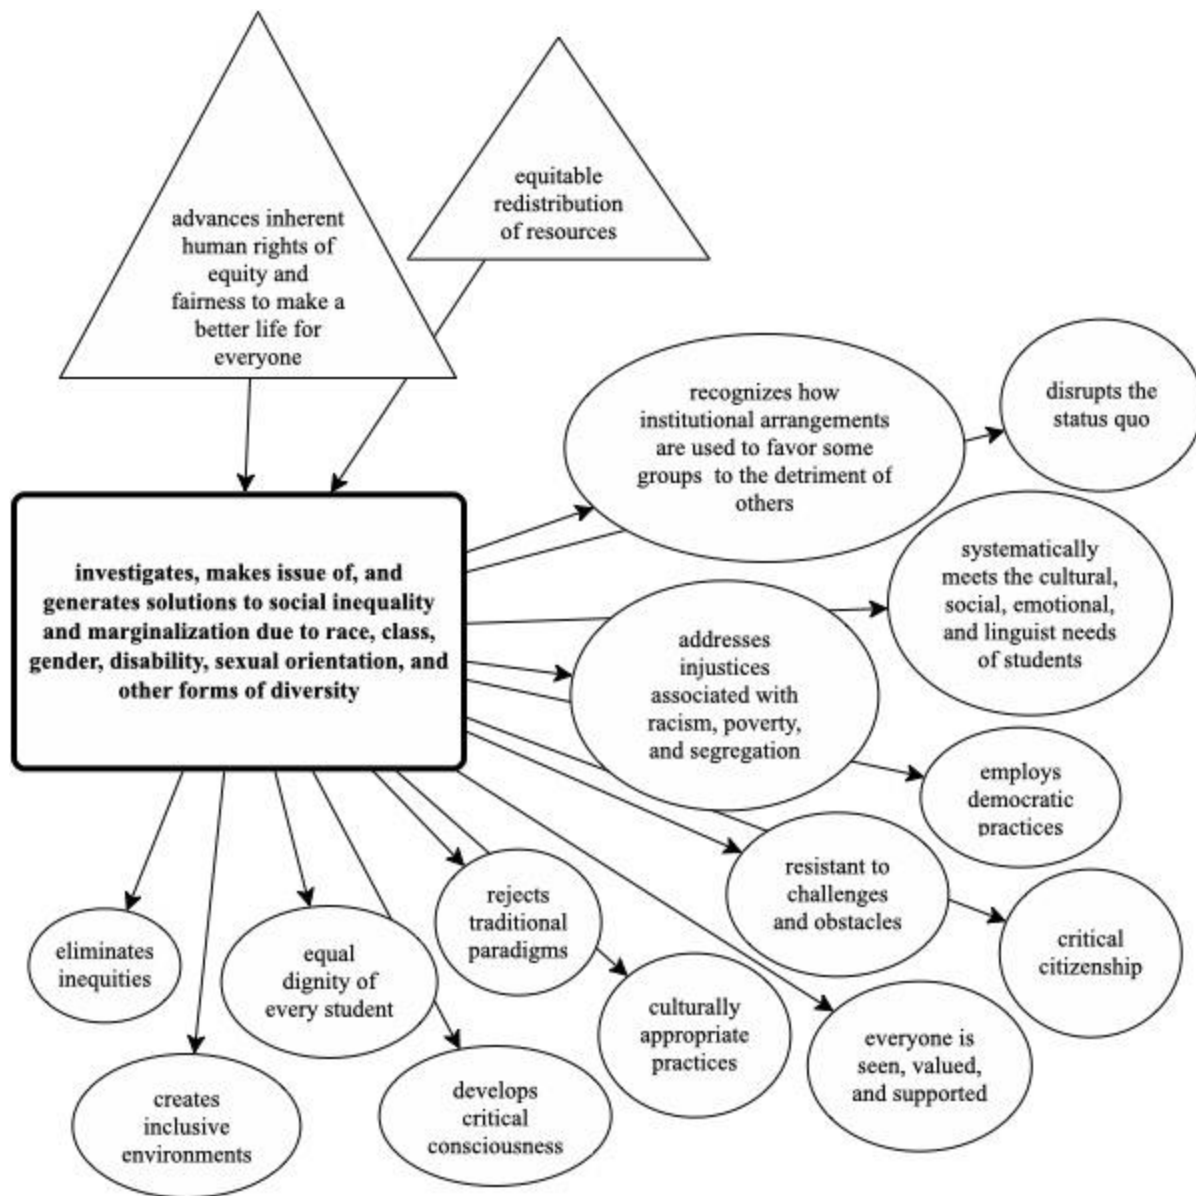 advances inherent
human rights of
equity and
fairness to make a
better life for
everyone
equitable
redistribution
of resources
investigates, makes issue of, and
generates solutions to social inequality
and marginalization due to race, class,
gender, disability, sexual orientation, and
other forms of diversity
recognizes how
institutional arrangements
are used to favor some
groups to the detriment of
others
disrupts the
status quo
systematically
meets the cultural,
social, emotional,
and linguist needs
of students
addresses
injustices
associated with
racism, poverty,
and segregation
employs
democratic
practices
resistant to
challenges
and obstacles
critical
citizenship
rejects
traditional
paradigms
eliminates
inequities
equal
dignity of
every student
culturally
appropriate
practices
everyone is
seen, valued,
and supported
creates
inclusive
environments
develops
critical
consciousness